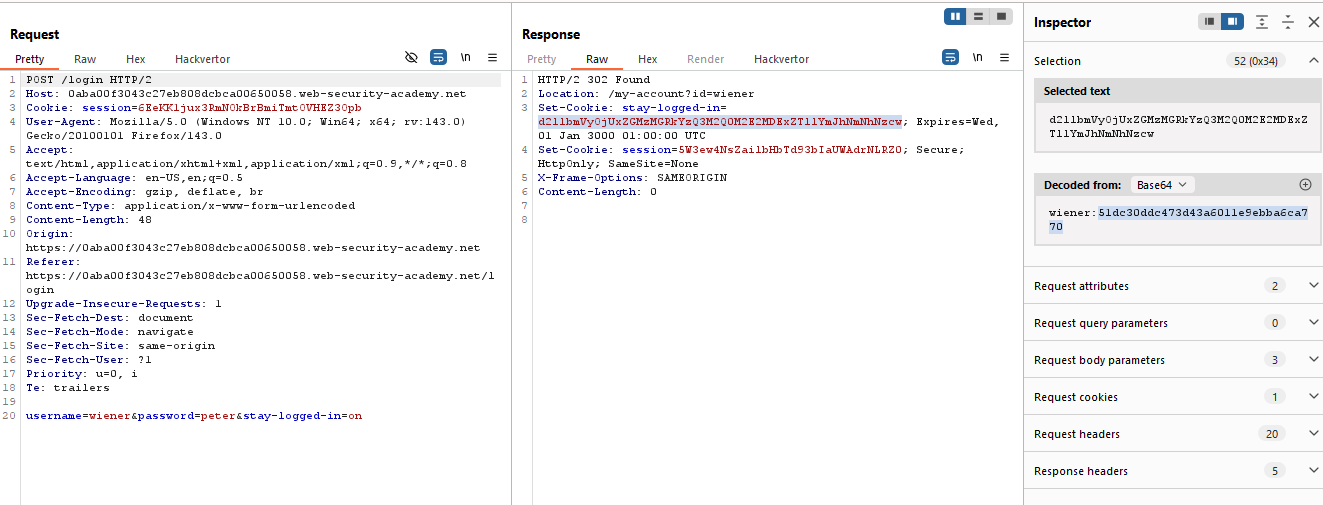 Request
Pretty Raw Hex Hackvertor \n
1 POST /login HTTP/2
2 Host: 0aba00f3043c27eb808dcbca00650058.web-security-academy.net
3 Cookie: session=6EeKKljux3RmNOkBrBmiTmtOVHEZ3Opb
4 User-Agent: Mozilla/5.0 (Windows NT 10.0; Win64; x64; rv:143.0)
Gecko/20100101 Firefox/143.0
5 Accept:
text/html,application/xhtml+xml,application/xml;q=0.9,*/*;q=0.8
6 Accept-Language: en-US,en;q=0.5
7 Accept-Encoding: gzip, deflate, br
8 Content-Type: application/x-www-form-urlencoded
9 Content-Length: 48
10 Origin:
https://0aba00f3043c27eb808dcbca00650058.web-security-academy.net
11 Referer:
https://0aba00f3043c27eb808dcbca00650058.web-security-academy.net/l
ogin
12 Upgrade-Insecure-Requests: 1
13 Sec-Fetch-Dest: document
14 Sec-Fetch-Mode: navigate
15 Sec-Fetch-Site: same-origin
16 Sec-Fetch-User: ?1
17 Priority: u=0, i
18 Te: trailers
19
20 username=wiener&password=peter&stay-logged-in=on
Response
Pretty Raw Hex Render Hackvertor \n
1 HTTP/2 302 Found
2 Location: /my-account?id=wiener
3 Set-Cookie: stay-logged-in=
d2llbmVyOjUxZGMzMGRkYzQ3M2Q0M2E2MDExZTllYmJhNmNhNzcw; Expires=Wed,
01 Jan 3000 01:00:00 UTC
4 Set-Cookie: session=5W3ew4NsZailbHbTd93bIaUWAdrNLRZ0; Secure;
HttpOnly; SameSite=None
5 X-Frame-Options: SAMEORIGIN
6 Content-Length: 0
7
8
Inspector
Selection 52 (0x34)
Selected text
d2llbmVyOjUxZGMzMGRkYzQ3M2Q0M2E2MDExZ
TllYmJhNmNhNzcw
Decoded from: Base64
wiener:51dc30ddc473d43a6011e9ebba6ca7
70
Request attributes 2
Request query parameters 0
Request body parameters 3
Request cookies 1
Request headers 20
Response headers 5